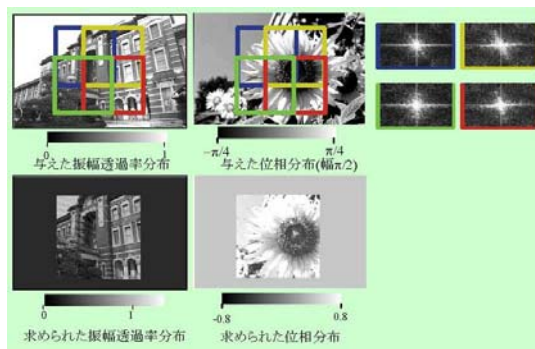 0 1
与えた振幅透過率分布
−π/4 π/4
与えた位相分布(幅π/2)
0 1
求められた振幅透過率分布
-0.8 0.8
求められた位相分布